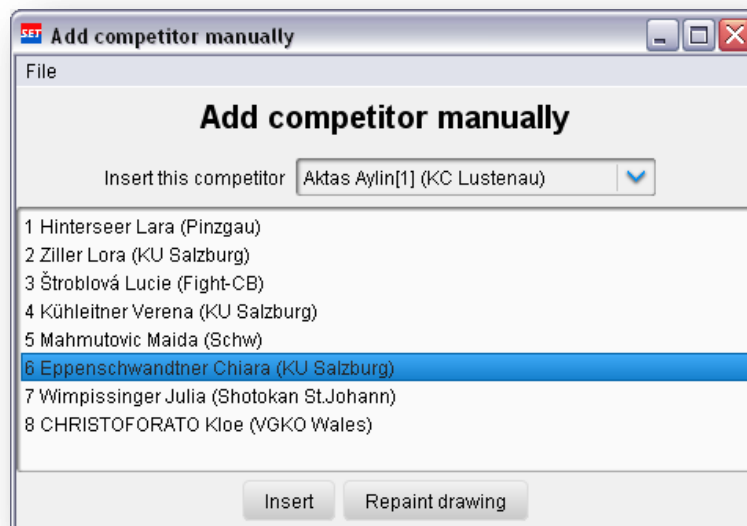 SET Add competitor manually
File
Add competitor manually
Insert this competitor Aktas Aylin[1] (KC Lustenau)
1 Hinterseer Lara (Pinzgau)
2 Ziller Lora (KU Salzburg)
3 Štroblová Lucie (Fight-CB)
4 Kühleitner Verena (KU Salzburg)
5 Mahmutovic Maida (Schw)
6 Eppenschwandtner Chiara (KU Salzburg)
7 Wimpissinger Julia (Shotokan St.Johann)
8 CHRISTOFORATO Kloe (VGKO Wales)
Insert Repaint drawing